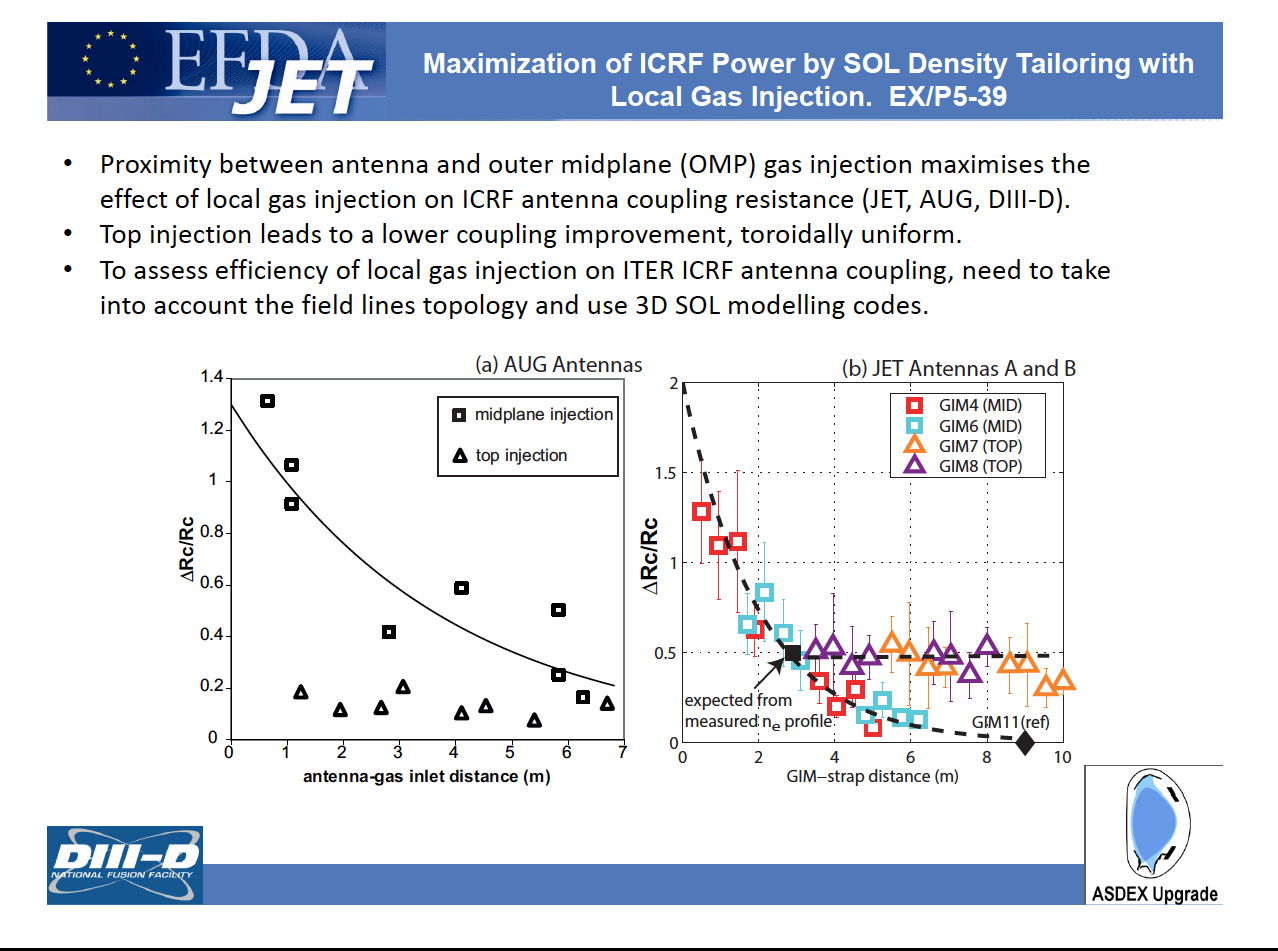 EFDA
JET
Maximization of ICRF Power by SOL Density Tailoring with
Local Gas Injection. EX/P5-39
• Proximity between antenna and outer midplane (OMP) gas injection maximises the
effect of local gas injection on ICRF antenna coupling resistance (JET, AUG, DIII-D).
• Top injection leads to a lower coupling improvement, toroidally uniform.
• To assess efficiency of local gas injection on ITER ICRF antenna coupling, need to take
into account the field lines topology and use 3D SOL modelling codes.
(a) AUG Antennas
1.4
1.2
1
0.8
0.6
0.4
0.2
0
ΔRc/Rc
midplane injection
top injection
0 1 2 3 4 5 6 7
antenna-gas inlet distance (m)
(b) JET Antennas A and B
2
1.5
1
0.5
0
ΔRc/Rc
GIM4 (MID)
GIM6 (MID)
GIM7 (TOP)
GIM8 (TOP)
expected from
measured ne profile
GIM11(ref)
0 2 4 6 8 10
GIM−strap distance (m)
DIII-D
NATIONAL FUSION FACILITY
ASDEX Upgrade